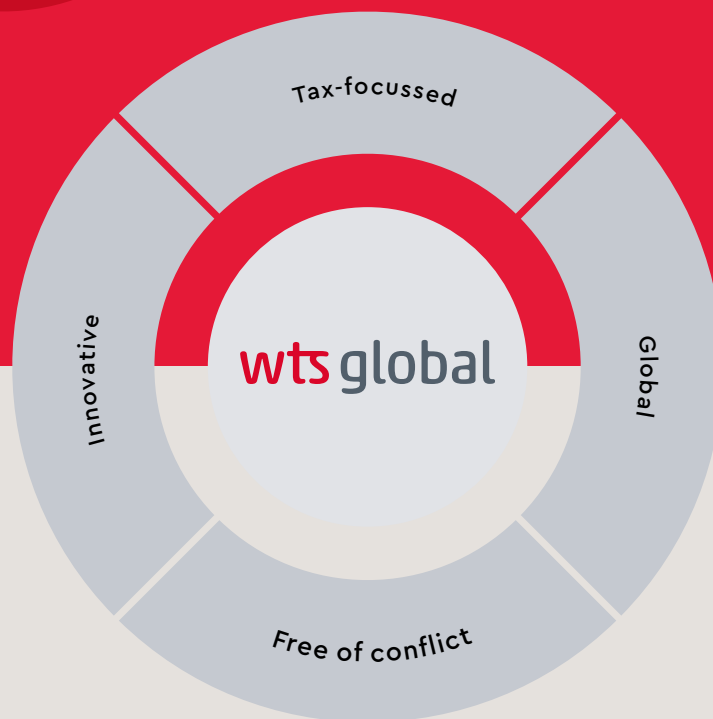 Tax-focussed
Innovative
wts global
Global
Free of conflict